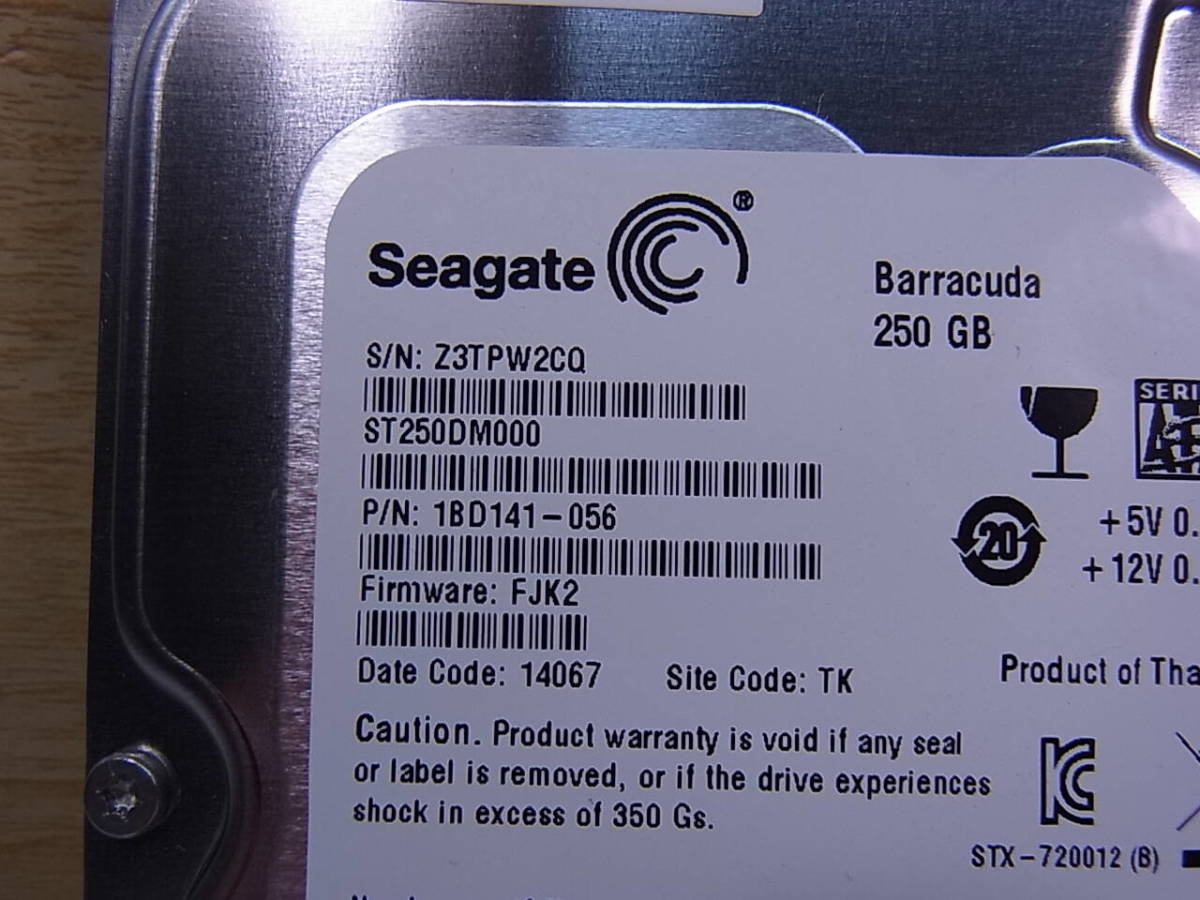 Seagate®
Barracuda
250 GB
S/N: Z3TPW2CQ
ST250DM000
P/N: 1BD141-056
Firmware: FJK2
Date Code: 14067 Site Code: TK
SERI
20
+5V 0.
+12V 0.
Product of Tha
Caution. Product warranty is void if any seal
or label is removed, or if the drive experiences
shock in excess of 350 Gs.
STX-720012 (B)